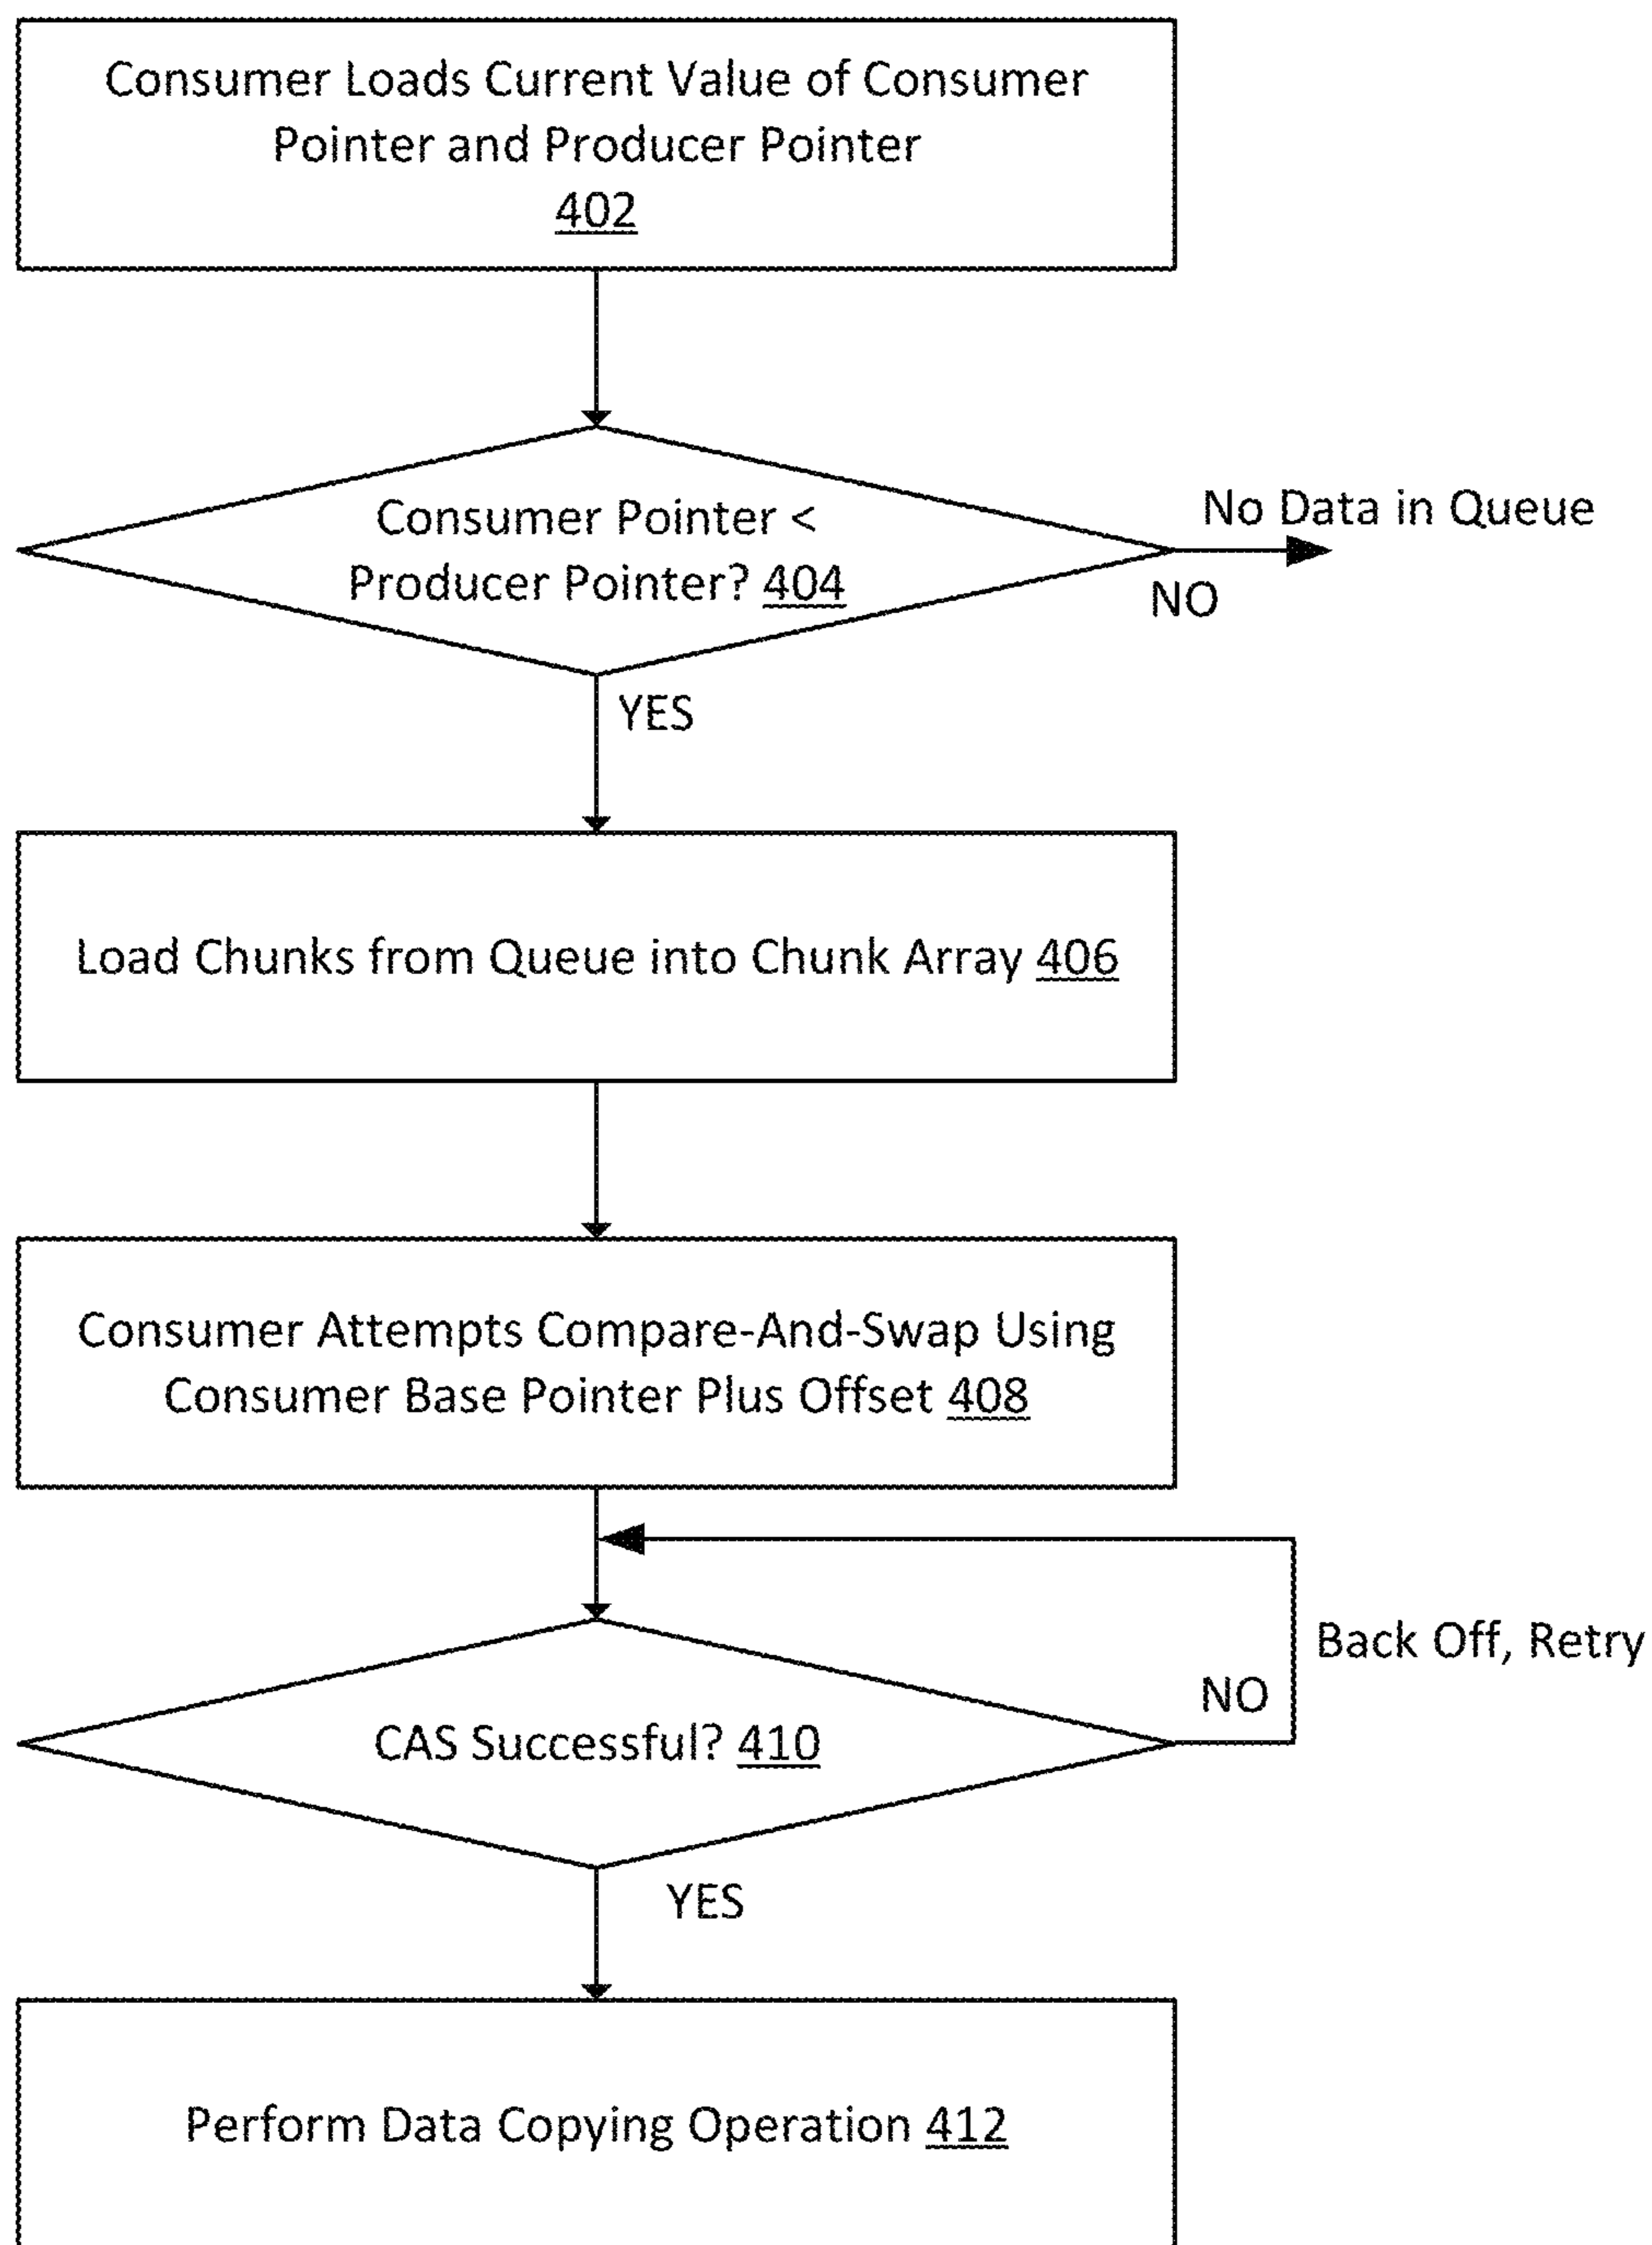 Consumer Loads Current Value of Consumer
Pointer and Producer Pointer
402
Consumer Pointer <
Producer Pointer? 404
No Data in Queue
NO
YES
Load Chunks from Queue into Chunk Array 406
Consumer Attempts Compare-And-Swap Using
Consumer Base Pointer Plus Offset 408
Back Off, Retry
NO
CAS Successful? 410
YES
Perform Data Copying Operation 412